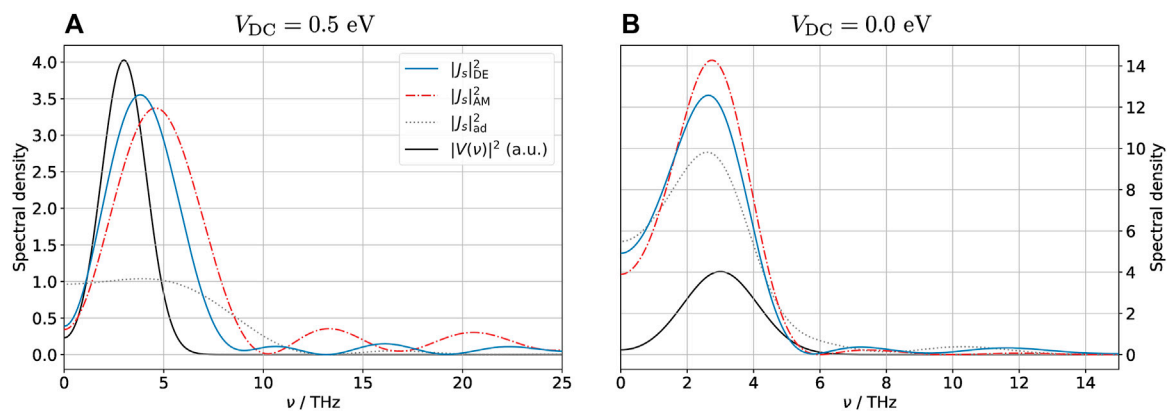 A
V_DC = 0.5 eV
Spectral density
4.0
3.5
3.0
2.5
2.0
1.5
1.0
0.5
0.0
|J_s|²_DE
|J_s|²_AM
|J_s|²_ad
|V(ν)|² (a.u.)
0 5 10 15 20 25
ν / THz
B
V_DC = 0.0 eV
14
12
10
8
6
4
2
0
Spectral density
0 2 4 6 8 10 12 14
ν / THz